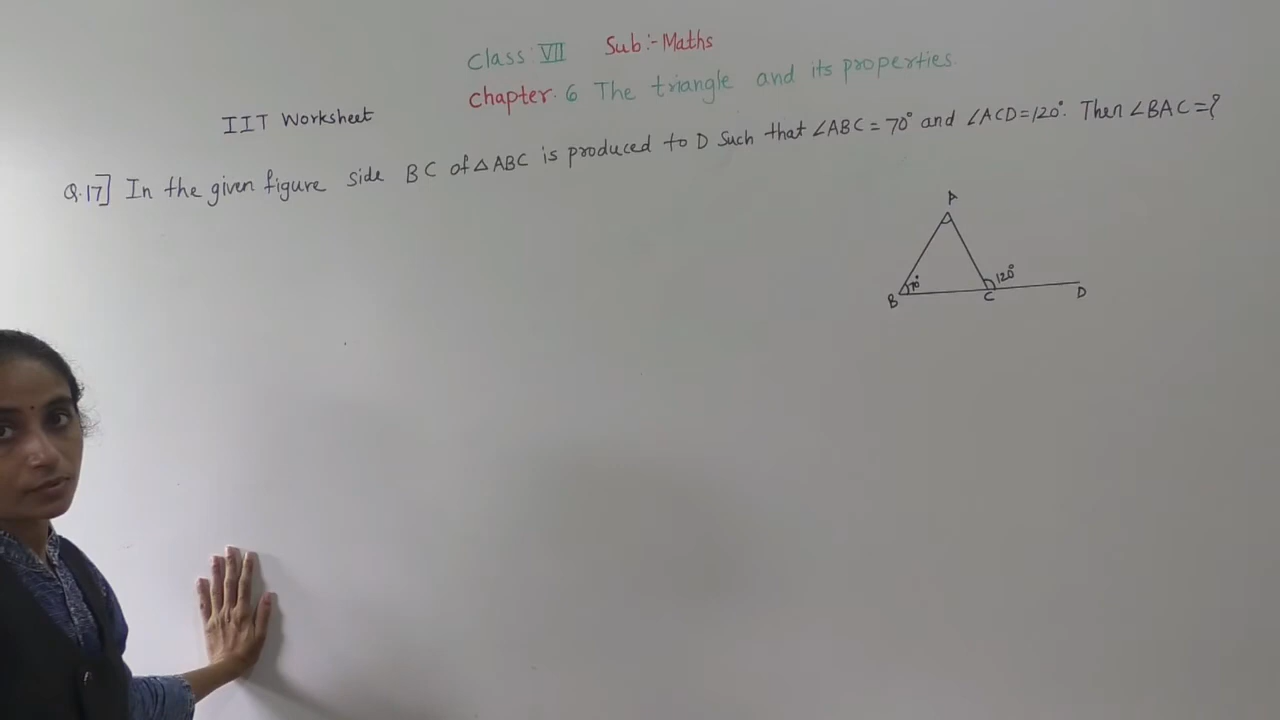 Class VII Sub:- Maths
Chapter. 6 The triangle and its properties.
IIT Worksheet
Q.17] In the given figure side BC of △ABC is produced to D Such that ∠ABC = 70° and ∠ACD = 120°. Then ∠BAC = ?
A
70°
120°
B
C
D